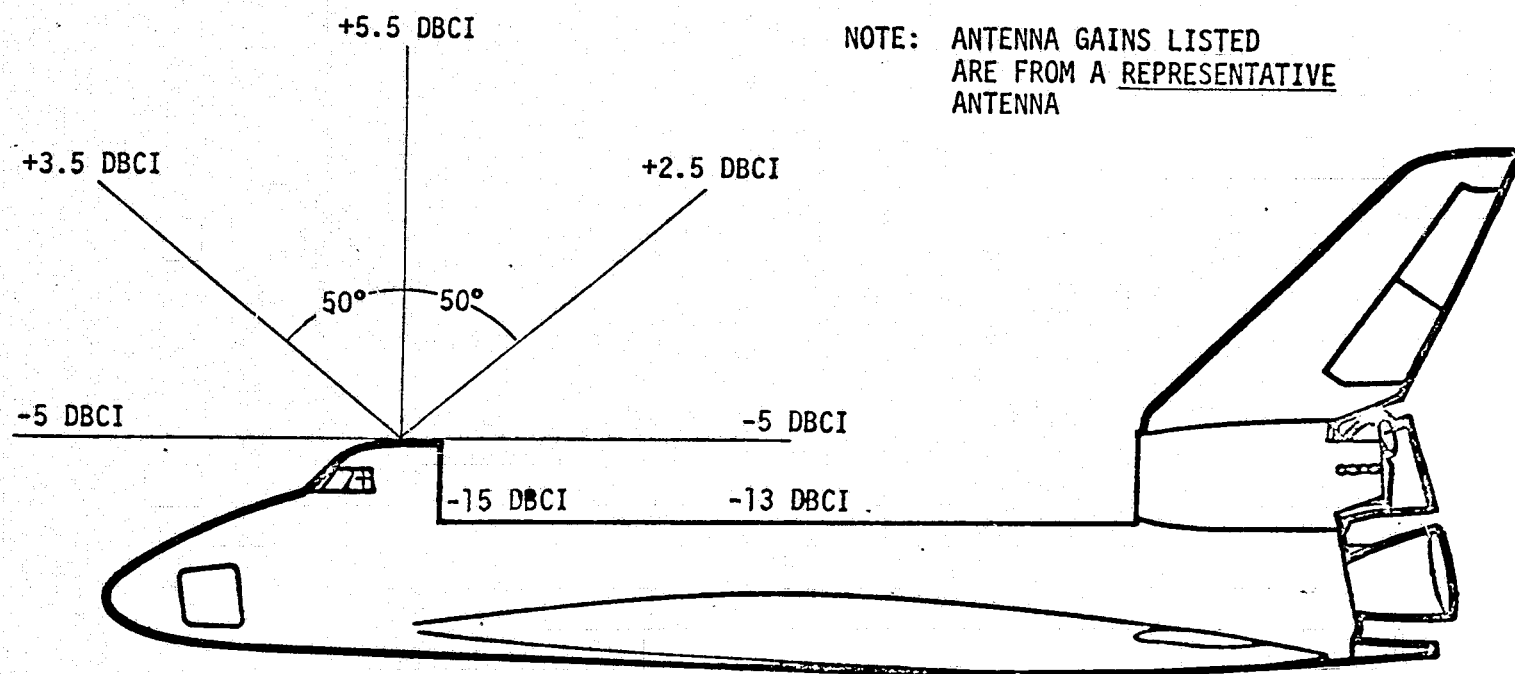 +5.5 DBCI
NOTE: ANTENNA GAINS LISTED
ARE FROM A REPRESENTATIVE
ANTENNA
+3.5 DBCI
+2.5 DBCI
50° 50°
-5 DBCI
-5 DBCI
-15 DBCI
-13 DBCI